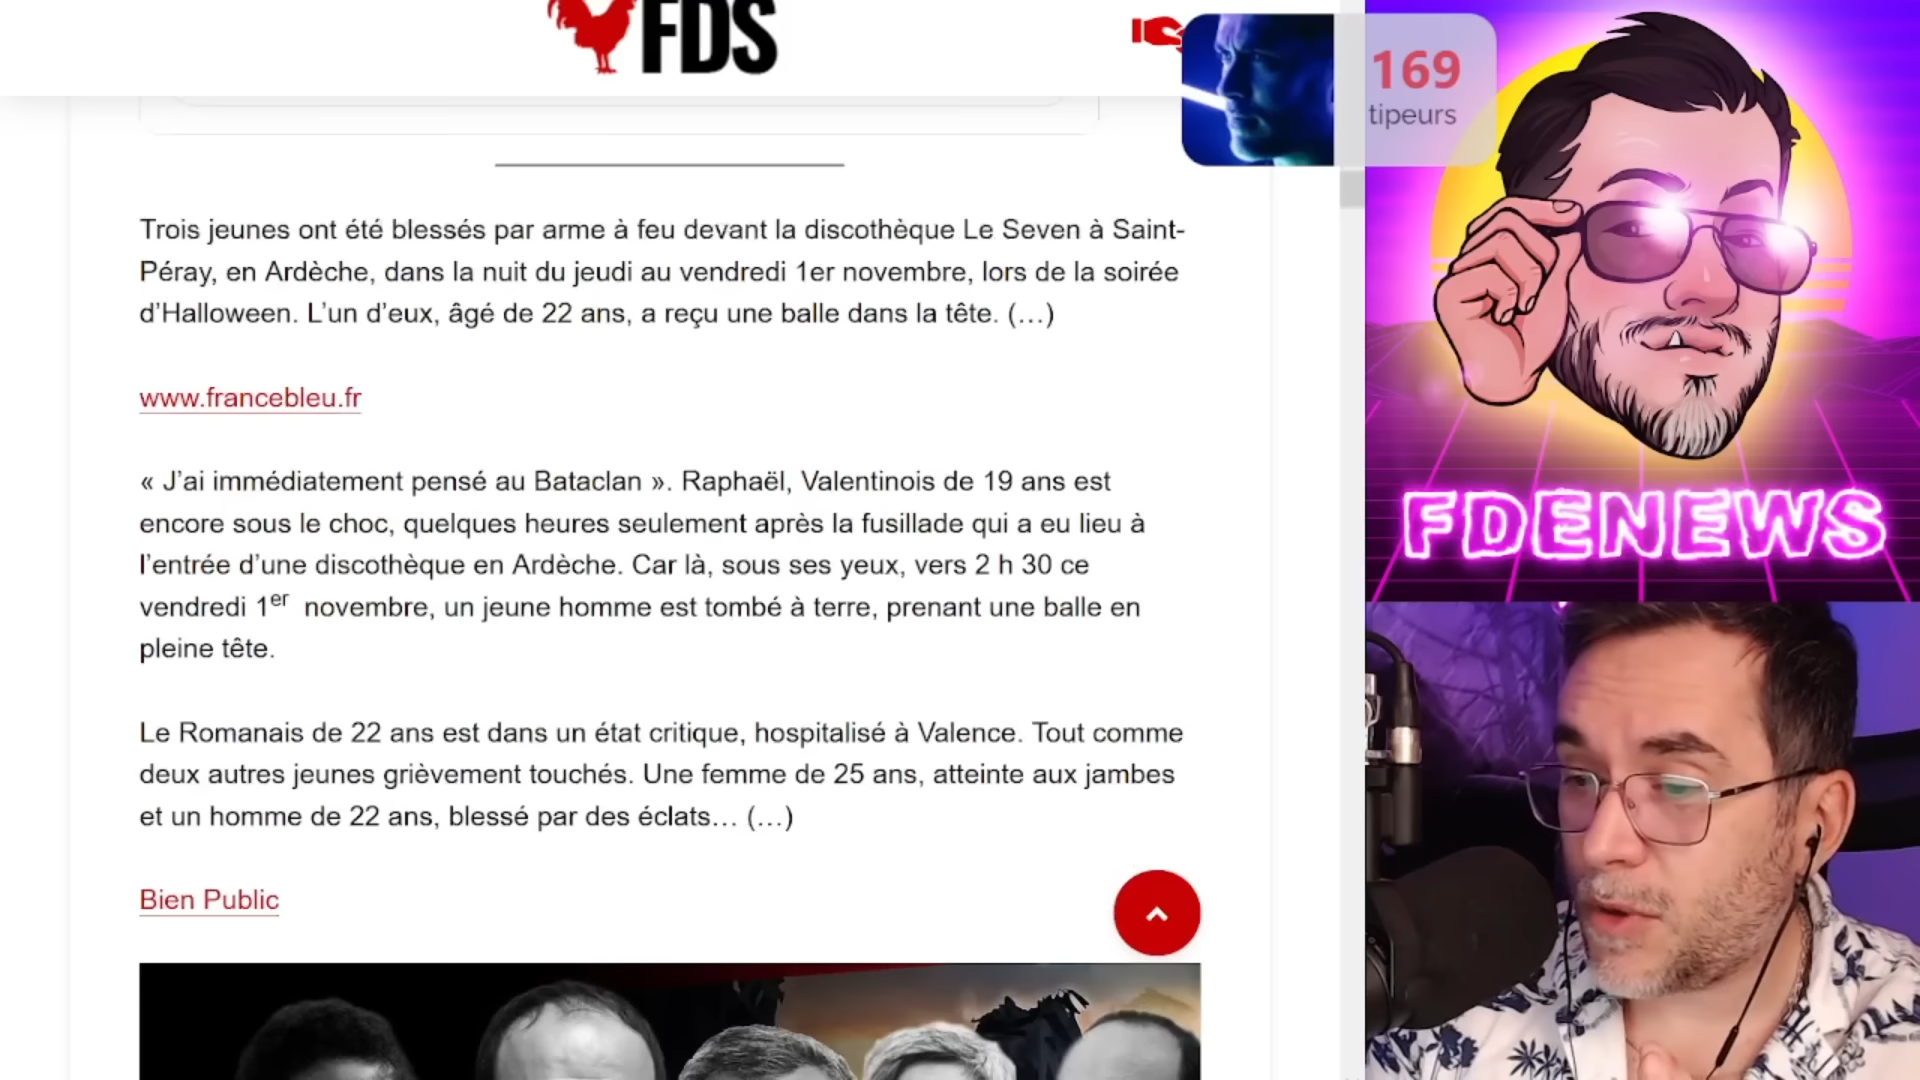 FDS
169
tipeurs
Trois jeunes ont été blessés par arme à feu devant la discothèque Le Seven à Saint-
Péray, en Ardèche, dans la nuit du jeudi au vendredi 1er novembre, lors de la soirée
d’Halloween. L’un d’eux, âgé de 22 ans, a reçu une balle dans la tête. (…)
www.francebleu.fr
« J’ai immédiatement pensé au Bataclan ». Raphaël, Valentinois de 19 ans est
encore sous le choc, quelques heures seulement après la fusillade qui a eu lieu à
l’entrée d’une discothèque en Ardèche. Car là, sous ses yeux, vers 2 h 30 ce
vendredi 1er novembre, un jeune homme est tombé à terre, prenant une balle en
pleine tête.
Le Romanais de 22 ans est dans un état critique, hospitalisé à Valence. Tout comme
deux autres jeunes grièvement touchés. Une femme de 25 ans, atteinte aux jambes
et un homme de 22 ans, blessé par des éclats… (…)
Bien Public
FDENEWS